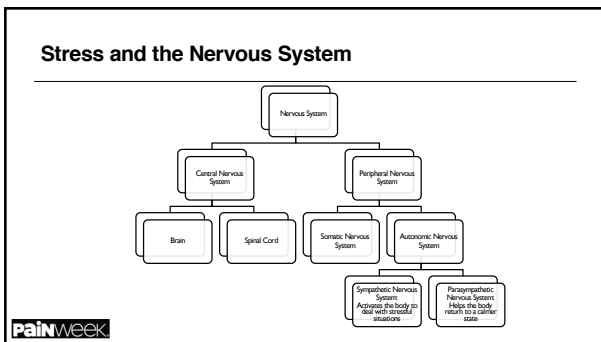 Stress and the Nervous System
Nervous System
Central Nervous
System
Peripheral Nervous
System
Brain
Spinal Cord
Somatic Nervous
System
Autonomic Nervous
System
Sympathetic Nervous
System:
Activates the body to
deal with stressful
situations
Parasympathetic
Nervous System:
Helps the body
return to a calmer
state
PaiNWeeK.